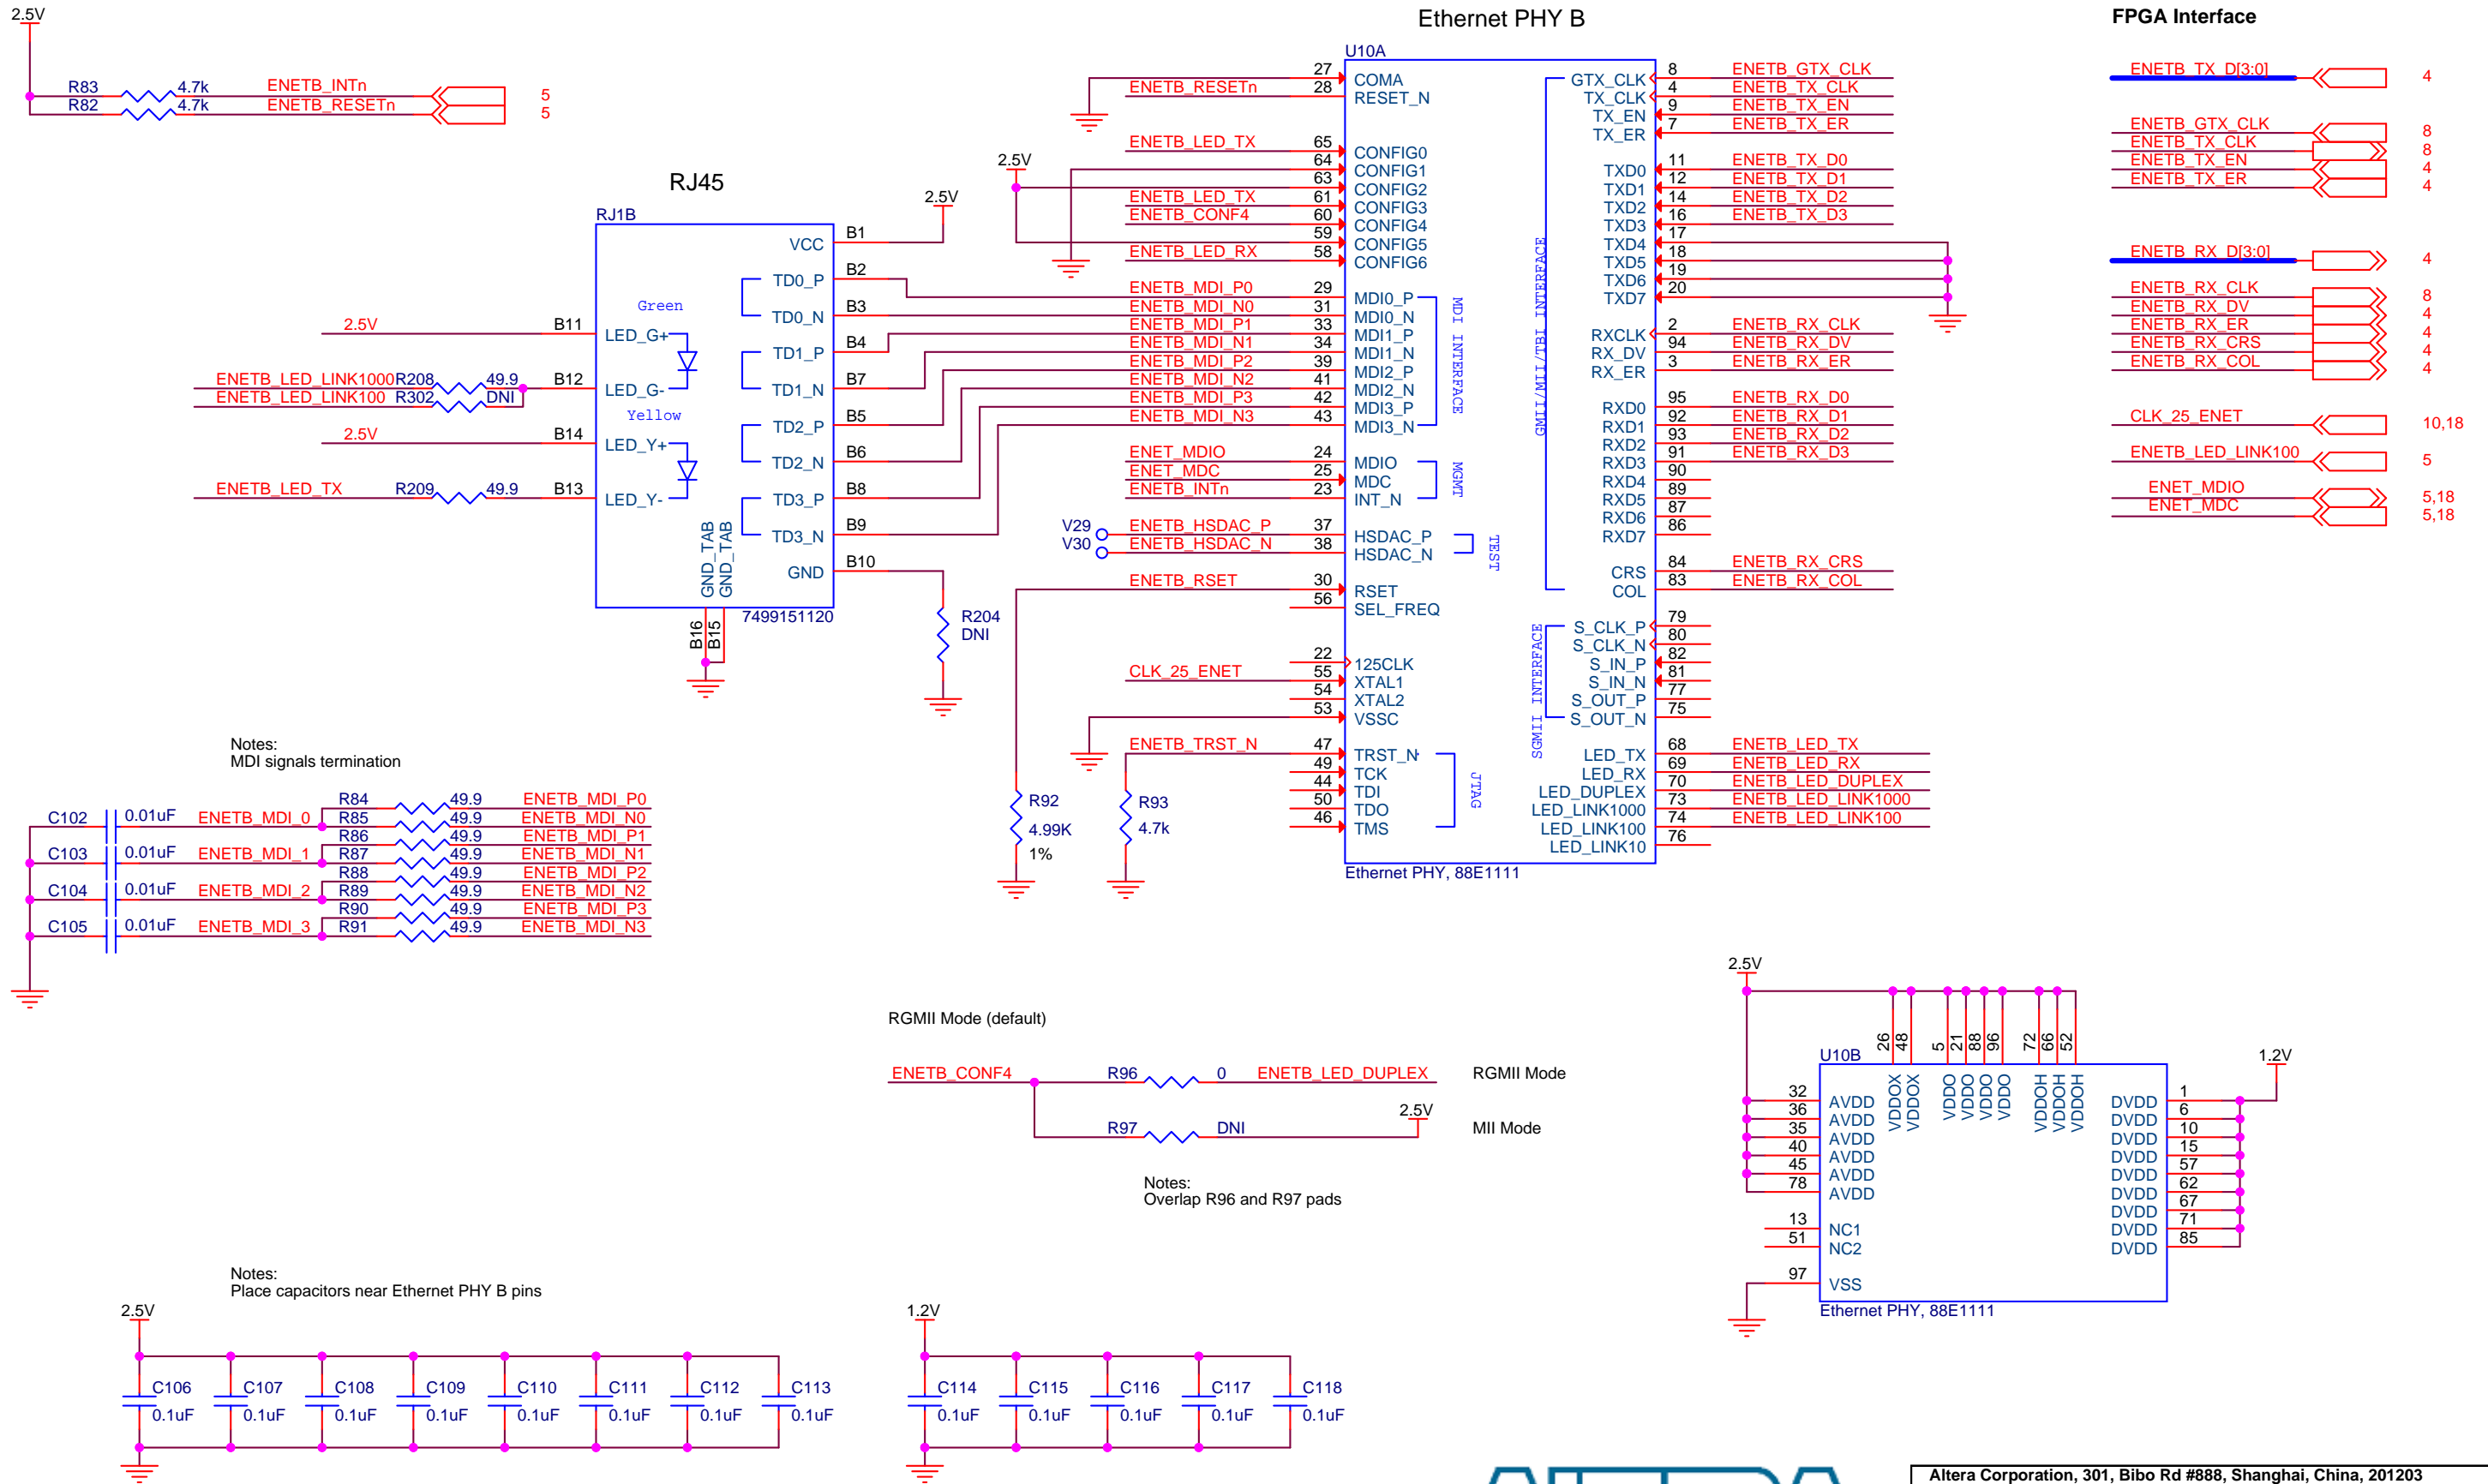 2.5V
R83 4.7k ENETB_INTn 5
R82 4.7k ENETB_RESETn 5
RJ45
RJ1B
2.5V
VCC B1
TD0_P B2
TD0_N B3
TD1_P B4
TD1_N B7
TD2_P B5
TD2_N B6
TD3_P B8
TD3_N B9
GND B10
Green
2.5V B11 LED_G+
ENETB_LED_LINK1000 R208 49.9 B12 LED_G-
ENETB_LED_LINK100 R302 DNI
Yellow
2.5V B14 LED_Y+
ENETB_LED_TX R209 49.9 B13 LED_Y-
GND_TAB B16
GND_TAB B15
7499151120
R204
DNI
Ethernet PHY B
U10A
27 COMA
ENETB_RESETn 28 RESET_N
2.5V
ENETB_LED_TX 65 CONFIG0
64 CONFIG1
63 CONFIG2
ENETB_LED_TX 61 CONFIG3
ENETB_CONF4 60 CONFIG4
59 CONFIG5
ENETB_LED_RX 58 CONFIG6
ENETB_MDI_P0 29 MDI0_P
ENETB_MDI_N0 31 MDI0_N
ENETB_MDI_P1 33 MDI1_P
ENETB_MDI_N1 34 MDI1_N
ENETB_MDI_P2 39 MDI2_P
ENETB_MDI_N2 41 MDI2_N
ENETB_MDI_P3 42 MDI3_P
ENETB_MDI_N3 43 MDI3_N
MDI INTERFACE
ENET_MDIO 24 MDIO
ENET_MDC 25 MDC
ENETB_INTn 23 INT_N
MGMT
V29 ENETB_HSDAC_P 37 HSDAC_P
V30 ENETB_HSDAC_N 38 HSDAC_N
TEST
ENETB_RSET 30 RSET
56 SEL_FREQ
22 125CLK
CLK_25_ENET 55 XTAL1
54 XTAL2
53 VSSC
ENETB_TRST_N 47 TRST_N
49 TCK
44 TDI
50 TDO
46 TMS
JTAG
R92
4.99K
1%
R93
4.7k
GTX_CLK 8 ENETB_GTX_CLK
TX_CLK 4 ENETB_TX_CLK
TX_EN 9 ENETB_TX_EN
TX_ER 7 ENETB_TX_ER
TXD0 11 ENETB_TX_D0
TXD1 12 ENETB_TX_D1
TXD2 14 ENETB_TX_D2
TXD3 16 ENETB_TX_D3
TXD4 17
TXD5 18
TXD6 19
TXD7 20
GMII/MII/TBI INTERFACE
RXCLK 2 ENETB_RX_CLK
RX_DV 94 ENETB_RX_DV
RX_ER 3 ENETB_RX_ER
RXD0 95 ENETB_RX_D0
RXD1 92 ENETB_RX_D1
RXD2 93 ENETB_RX_D2
RXD3 91 ENETB_RX_D3
RXD4 90
RXD5 89
RXD6 87
RXD7 86
CRS 84 ENETB_RX_CRS
COL 83 ENETB_RX_COL
S_CLK_P 79
S_CLK_N 80
S_IN_P 82
S_IN_N 81
S_OUT_P 77
S_OUT_N 75
SGMII INTERFACE
LED_TX 68 ENETB_LED_TX
LED_RX 69 ENETB_LED_RX
LED_DUPLEX 70 ENETB_LED_DUPLEX
LED_LINK1000 73 ENETB_LED_LINK1000
LED_LINK100 74 ENETB_LED_LINK100
LED_LINK10 76
Ethernet PHY, 88E1111
FPGA Interface
ENETB_TX_D[3:0] 4
ENETB_GTX_CLK 8
ENETB_TX_CLK 8
ENETB_TX_EN 4
ENETB_TX_ER 4
ENETB_RX_D[3:0] 4
ENETB_RX_CLK 8
ENETB_RX_DV 4
ENETB_RX_ER 4
ENETB_RX_CRS 4
ENETB_RX_COL 4
CLK_25_ENET 10,18
ENETB_LED_LINK100 5
ENET_MDIO 5,18
ENET_MDC 5,18
Notes:
MDI signals termination
R84 49.9 ENETB_MDI_P0
C102 0.01uF ENETB_MDI_0 R85 49.9 ENETB_MDI_N0
R86 49.9 ENETB_MDI_P1
C103 0.01uF ENETB_MDI_1 R87 49.9 ENETB_MDI_N1
R88 49.9 ENETB_MDI_P2
C104 0.01uF ENETB_MDI_2 R89 49.9 ENETB_MDI_N2
R90 49.9 ENETB_MDI_P3
C105 0.01uF ENETB_MDI_3 R91 49.9 ENETB_MDI_N3
RGMII Mode (default)
ENETB_CONF4 R96 0 ENETB_LED_DUPLEX RGMII Mode
2.5V
R97 DNI MII Mode
Notes:
Overlap R96 and R97 pads
2.5V
U10B
26 VDDOX
48 VDDOX
5 VDDO
21 VDDO
88 VDDO
96 VDDO
72 VDDOH
66 VDDOH
52 VDDOH
1.2V
32 AVDD
36 AVDD
35 AVDD
40 AVDD
45 AVDD
78 AVDD
13 NC1
51 NC2
97 VSS
DVDD 1
DVDD 6
DVDD 10
DVDD 15
DVDD 57
DVDD 62
DVDD 67
DVDD 71
DVDD 85
Ethernet PHY, 88E1111
Notes:
Place capacitors near Ethernet PHY B pins
2.5V
C106 C107 C108 C109 C110 C111 C112 C113
0.1uF 0.1uF 0.1uF 0.1uF 0.1uF 0.1uF 0.1uF 0.1uF
1.2V
C114 C115 C116 C117 C118
0.1uF 0.1uF 0.1uF 0.1uF 0.1uF
ALTERA
Altera Corporation, 301, Bibo Rd #888, Shanghai, China, 201203